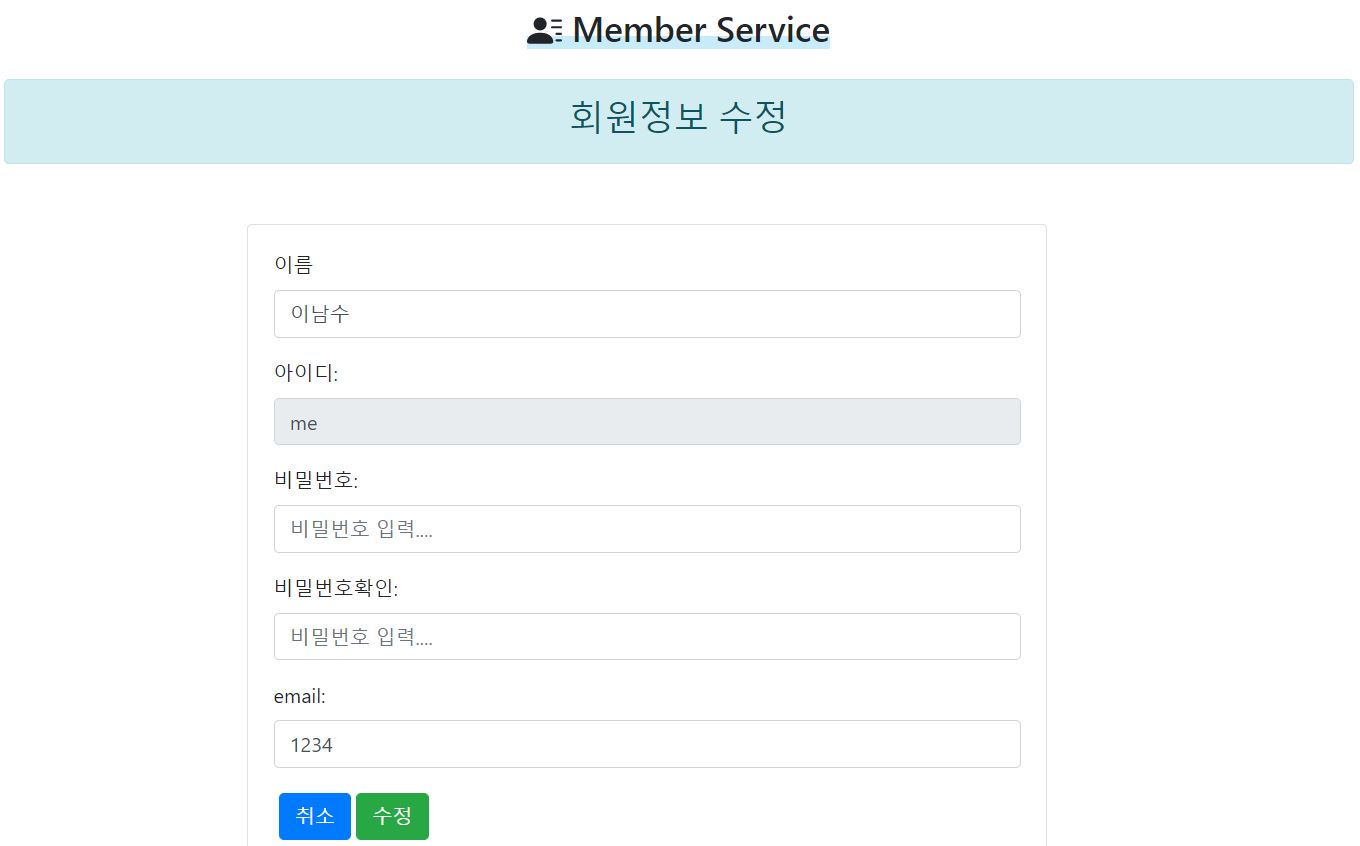 Member Service
회원정보 수정
이름
이남수
아이디:
me
비밀번호:
비밀번호 입력....
비밀번호확인:
비밀번호 입력....
email:
1234
취소 수정